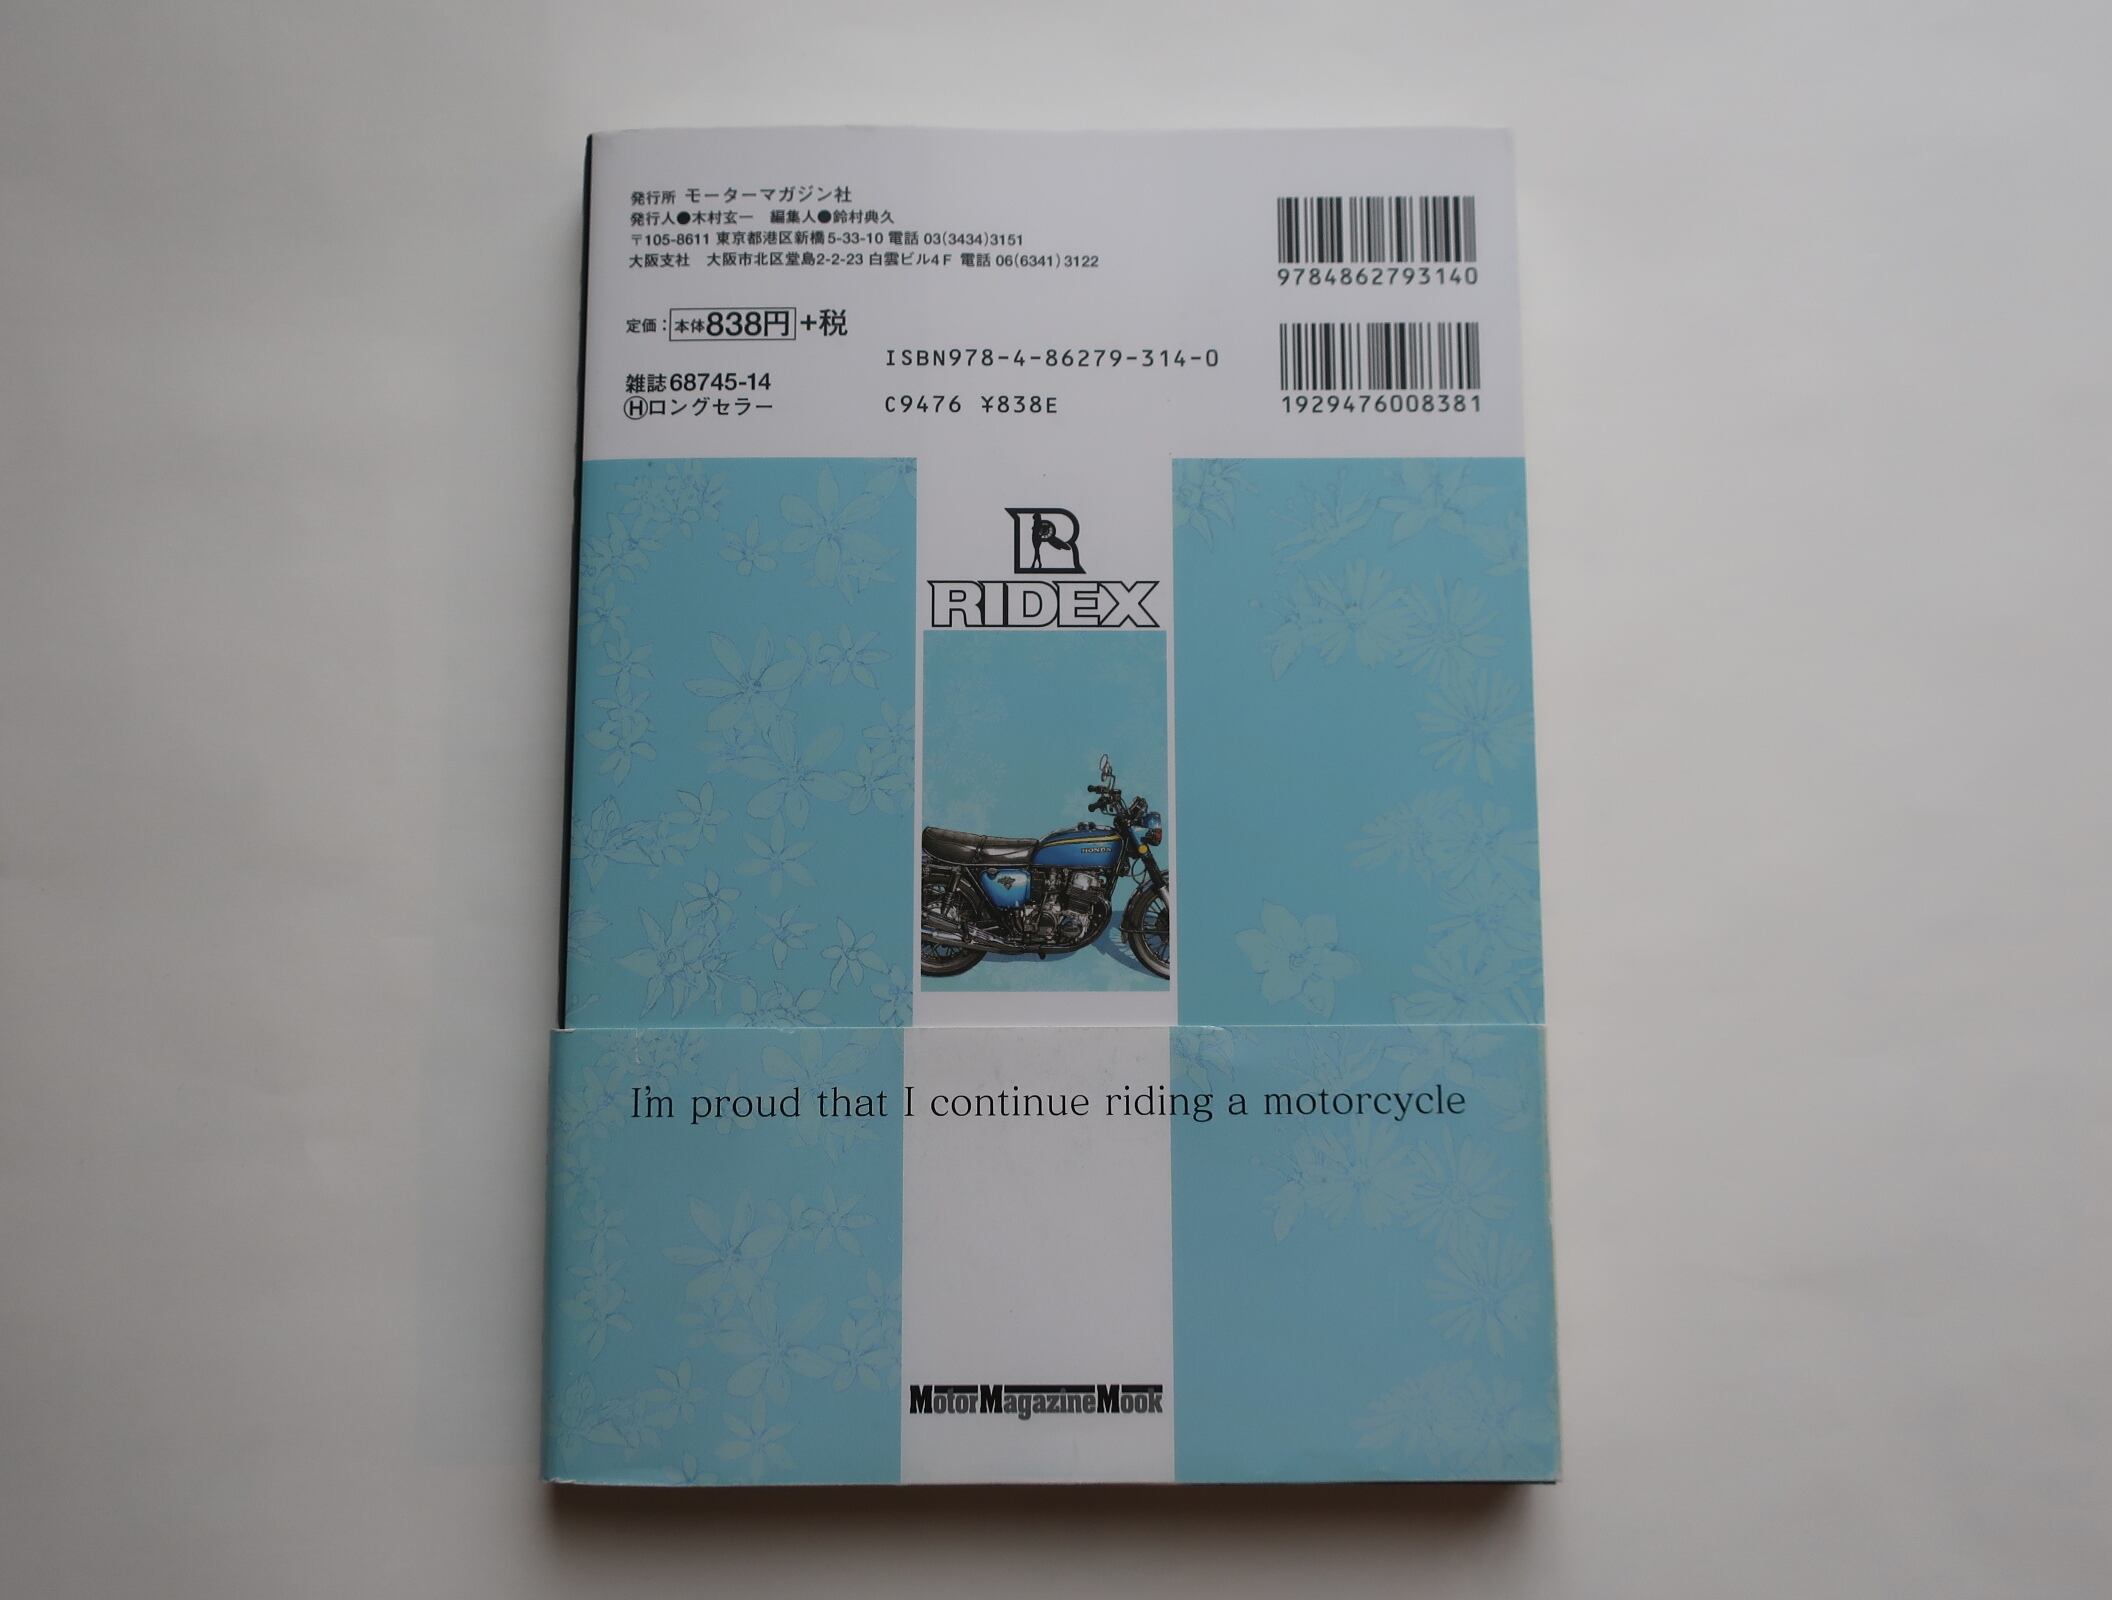 発行所 モーターマガジン社
発行人●木村玄一 編集人●鈴村典久
〒105-8611 東京都港区新橋5-33-10 電話 03(3434)3151
大阪支社 大阪市北区堂島2-2-23 白雲ビル4F 電話 06(6341)3122
定価：本体838円+税
雑誌68745-14
Ⓗロングセラー
ISBN978-4-86279-314-0
C9476 ¥838E
9784862793140
1929476008381
R
RIDEX
HONDA
I'm proud that I continue riding a motorcycle
MotorMagazineMook